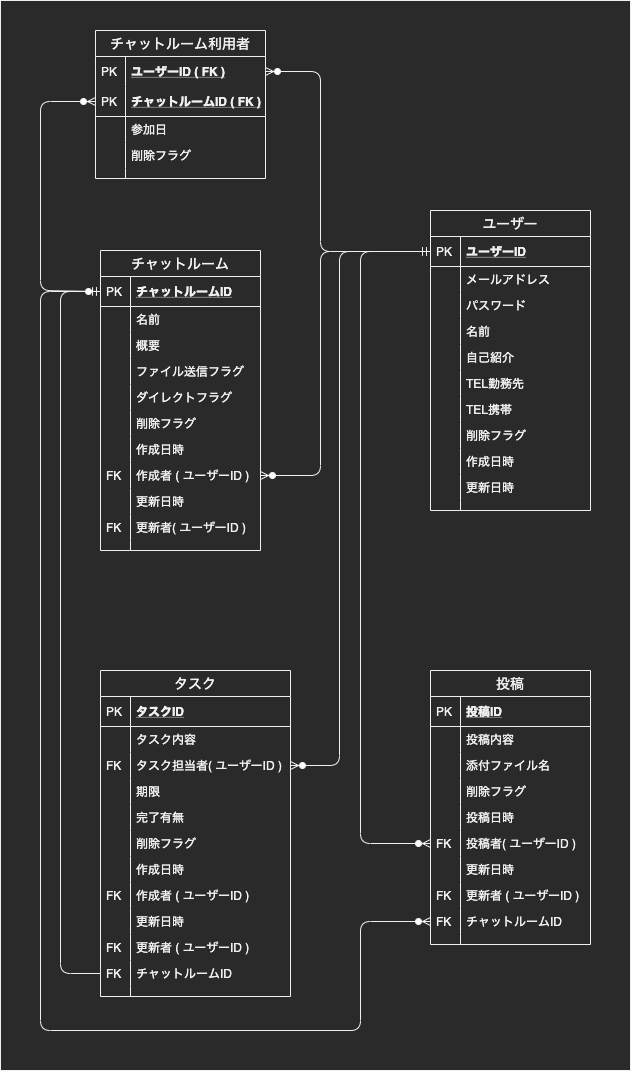 チャットルーム利用者
PK ユーザーID ( FK )
PK チャットルームID ( FK )
参加日
削除フラグ
ユーザー
PK ユーザーID
メールアドレス
パスワード
名前
自己紹介
TEL勤務先
TEL携帯
削除フラグ
作成日時
更新日時
チャットルーム
PK チャットルームID
名前
概要
ファイル送信フラグ
ダイレクトフラグ
削除フラグ
作成日時
FK 作成者 ( ユーザーID )
更新日時
FK 更新者( ユーザーID )
タスク
PK タスクID
タスク内容
FK タスク担当者( ユーザーID )
期限
完了有無
削除フラグ
作成日時
FK 作成者 ( ユーザーID )
更新日時
FK 更新者 ( ユーザーID )
FK チャットルームID
投稿
PK 投稿ID
投稿内容
添付ファイル名
削除フラグ
投稿日時
FK 投稿者( ユーザーID )
更新日時
FK 更新者 ( ユーザーID )
FK チャットルームID